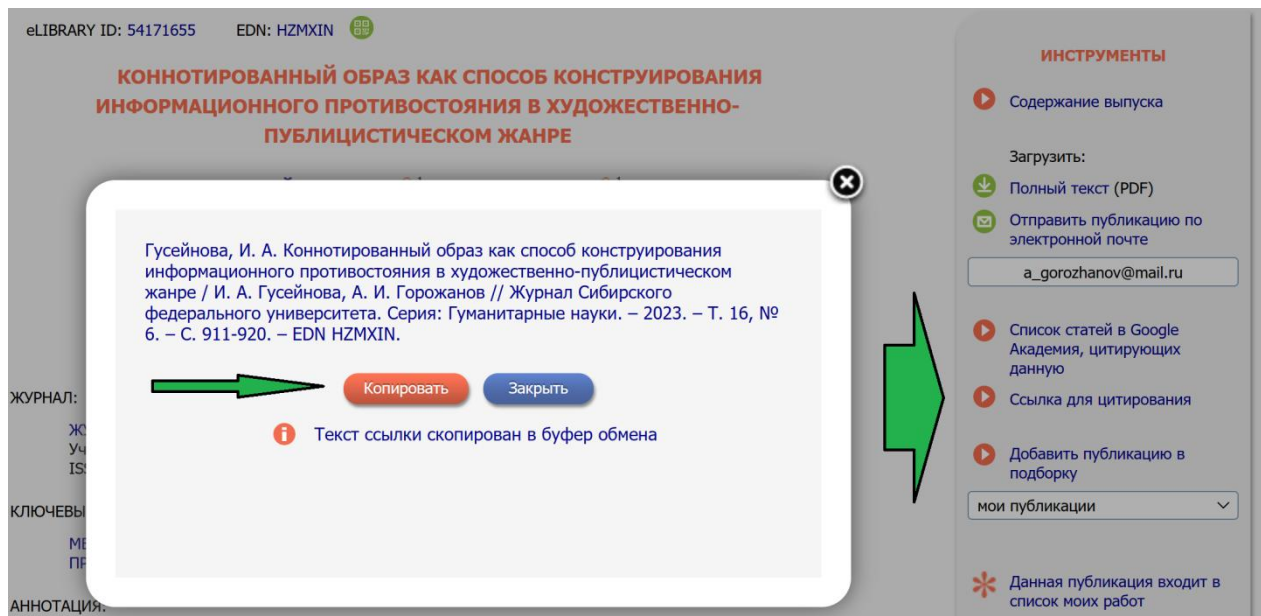 eLIBRARY ID: 54171655 EDN: HZMXIN
КОННОТИРОВАННЫЙ ОБРАЗ КАК СПОСОБ КОНСТРУИРОВАНИЯ
ИНФОРМАЦИОННОГО ПРОТИВОСТОЯНИЯ В ХУДОЖЕСТВЕННО-
ПУБЛИЦИСТИЧЕСКОМ ЖАНРЕ
Гусейнова, И. А. Коннотированный образ как способ конструирования
информационного противостояния в художественно-публицистическом
жанре / И. А. Гусейнова, А. И. Горожанов // Журнал Сибирского
федерального университета. Серия: Гуманитарные науки. – 2023. – Т. 16, №
6. – С. 911-920. – EDN HZMXIN.
Копировать
Закрыть
Текст ссылки скопирован в буфер обмена
ЖУРНАЛ:
КЛЮЧЕВЫ
АННОТАЦИЯ:
ИНСТРУМЕНТЫ
Содержание выпуска
Загрузить:
Полный текст (PDF)
Отправить публикацию по
электронной почте
a_gorozhanov@mail.ru
Список статей в Google
Академия, цитирующих
данную
Ссылка для цитирования
Добавить публикацию в
подборку
мои публикации
Данная публикация входит в
список моих работ